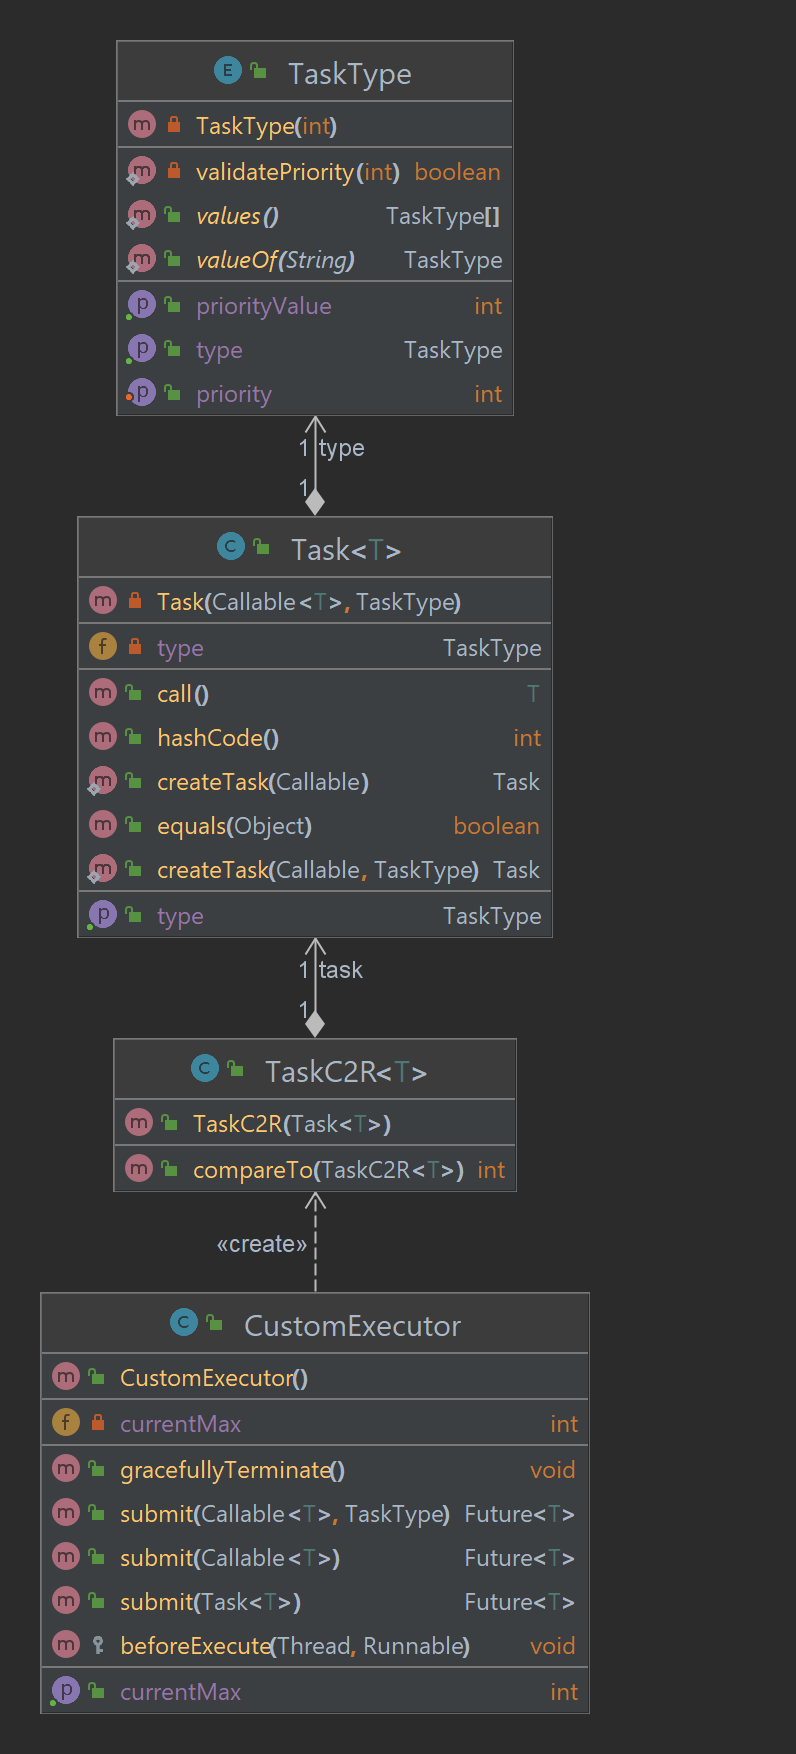 E TaskType
m TaskType(int)
m validatePriority(int) boolean
m values() TaskType[]
m valueOf(String) TaskType
p priorityValue int
p type TaskType
p priority int
1 type
1
C Task<T>
m Task(Callable<T>, TaskType)
f type TaskType
m call() T
m hashCode() int
m createTask(Callable) Task
m equals(Object) boolean
m createTask(Callable, TaskType) Task
p type TaskType
1 task
1
C TaskC2R<T>
m TaskC2R(Task<T>)
m compareTo(TaskC2R<T>) int
«create»
C CustomExecutor
m CustomExecutor()
f currentMax int
m gracefullyTerminate() void
m submit(Callable<T>, TaskType) Future<T>
m submit(Callable<T>) Future<T>
m submit(Task<T>) Future<T>
m beforeExecute(Thread, Runnable) void
p currentMax int